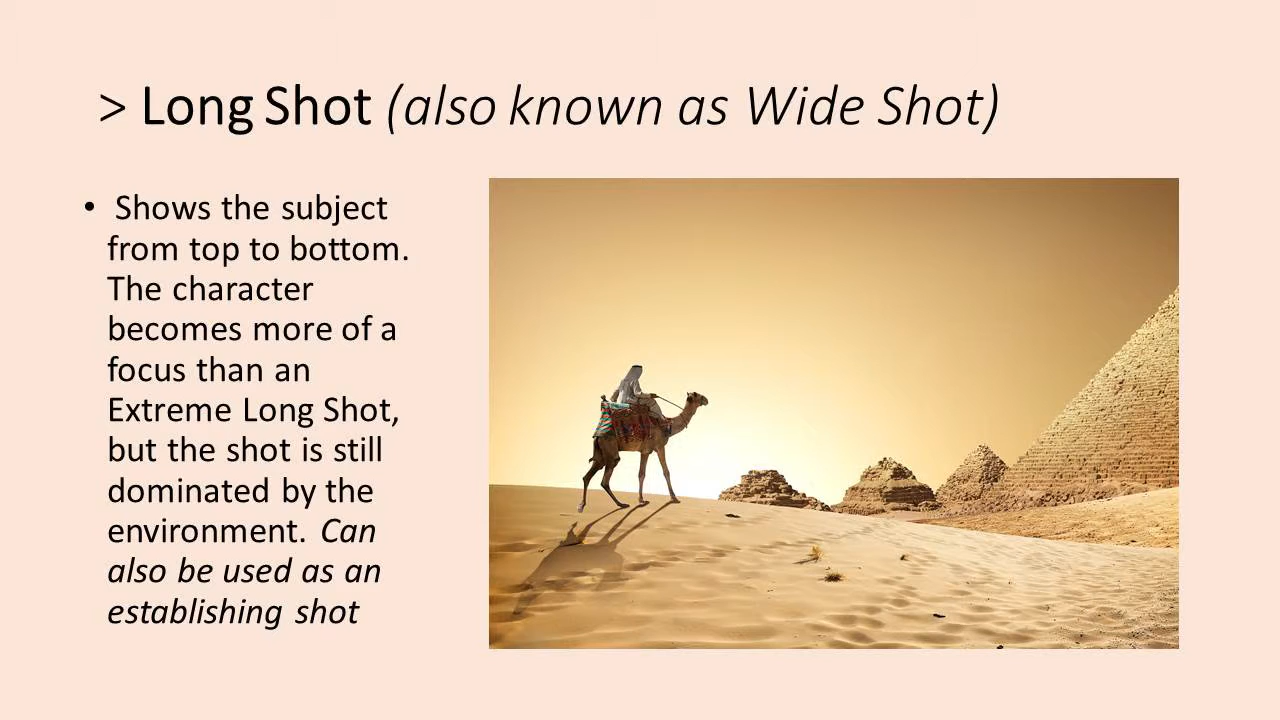 > Long Shot (also known as Wide Shot)
• Shows the subject
from top to bottom.
The character
becomes more of a
focus than an
Extreme Long Shot,
but the shot is still
dominated by the
environment. Can
also be used as an
establishing shot